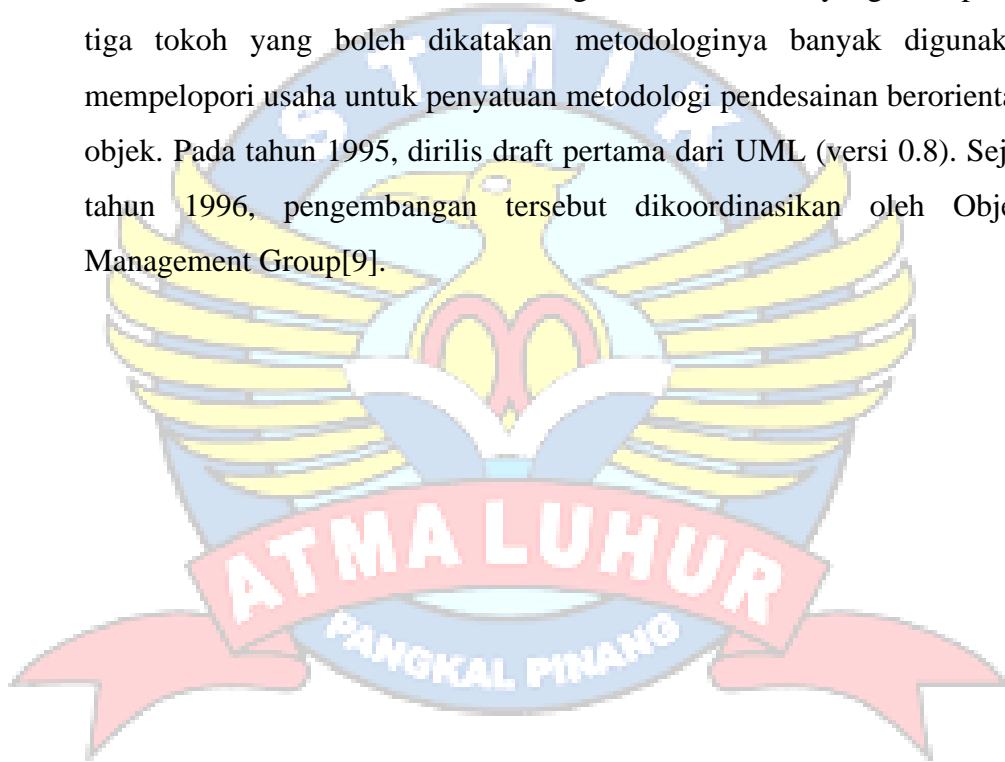 tiga tokoh yang boleh dikatakan metodologinya banyak digunak
mempelopori usaha untuk penyatuan metodologi pendesainan berorienta
objek. Pada tahun 1995, dirilis draft pertama dari UML (versi 0.8). Sej
tahun 1996, pengembangan tersebut dikoordinasikan oleh Obje
Management Group[9].
STMIK
ATMA LUHUR
PANGKAL PINANG